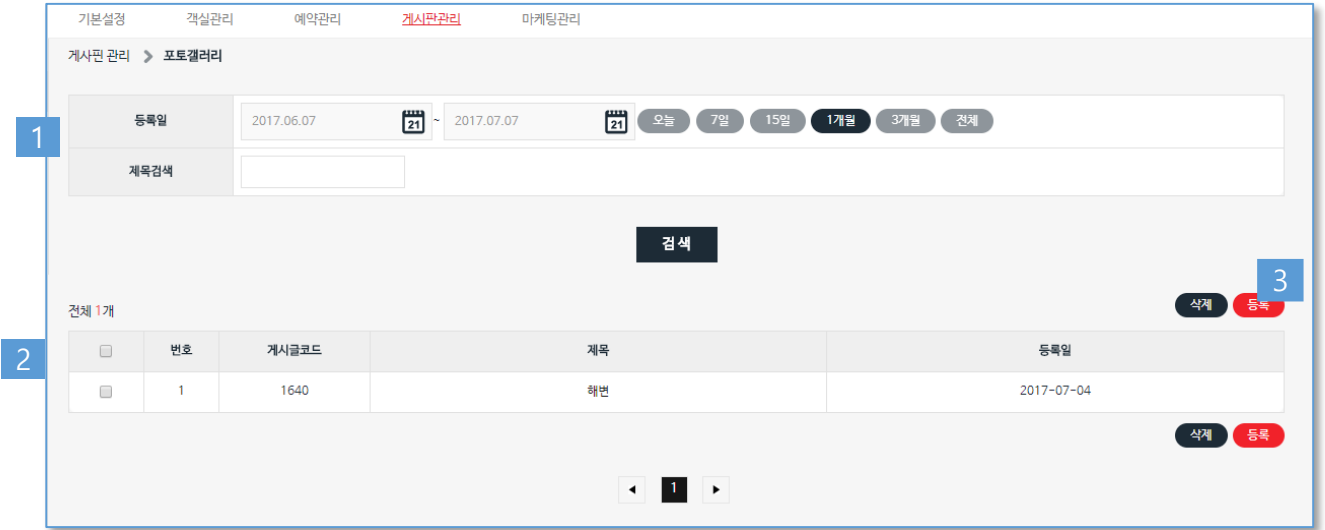 기본설정 객실관리 예약관리 게시판관리 마케팅관리
게사핀 관리 포토갤러리
1
등록일 2017.06.07 21 ~ 2017.07.07 21 오늘 7일 15일 1개월 3개월 전체
제목검색
검색
3
전체 1개 삭제 등록
2
번호 게시글코드 제목 등록일
1 1640 해변 2017-07-04
삭제 등록
1